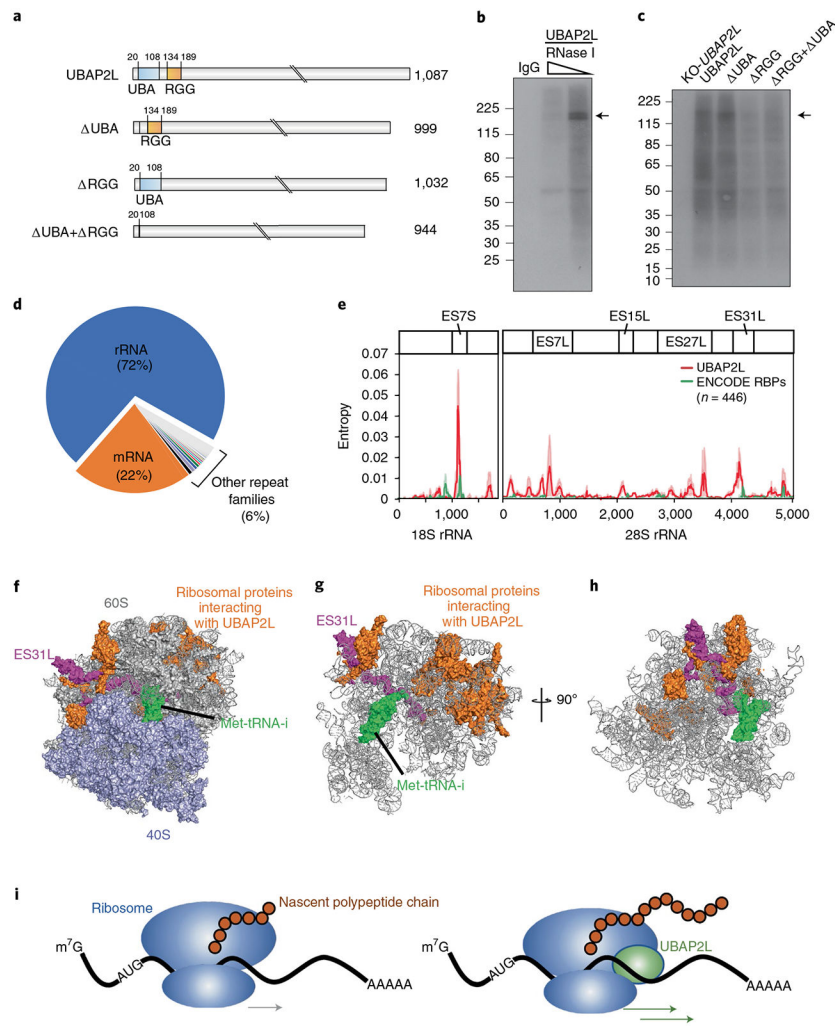 a
20 108 134 189
UBAP2L
1,087
UBA RGG
134 189
ΔUBA
999
RGG
20 108
ΔRGG
1,032
UBA
20 108
ΔUBA+ΔRGG
944
b
UBAP2L
RNase I
IgG
225
115
80
65
50
35
30
25
c
KO-UBAP2L
UBAP2L
ΔUBA
ΔRGG
ΔRGG+ΔUBA
225
115
85
65
50
35
30
25
15
10
d
rRNA
(72%)
mRNA
(22%)
Other repeat
families
(6%)
e
ES7S
ES15L
ES31L
ES7L
ES27L
0.07
0.06
0.05
0.04
0.03
0.02
0.01
0
Entropy
UBAP2L
ENCODE RBPs
(n = 446)
0 1,000
18S rRNA
0 1,000 2,000 3,000 4,000 5,000
28S rRNA
f
60S
Ribosomal proteins
interacting
with UBAP2L
ES31L
Met-tRNA-i
40S
g
ES31L
Ribosomal proteins
interacting
with UBAP2L
Met-tRNA-i
90°
h
i
Ribosome
Nascent polypeptide chain
m7G
AUG
AAAAA
m7G
AUG
UBAP2L
AAAAA